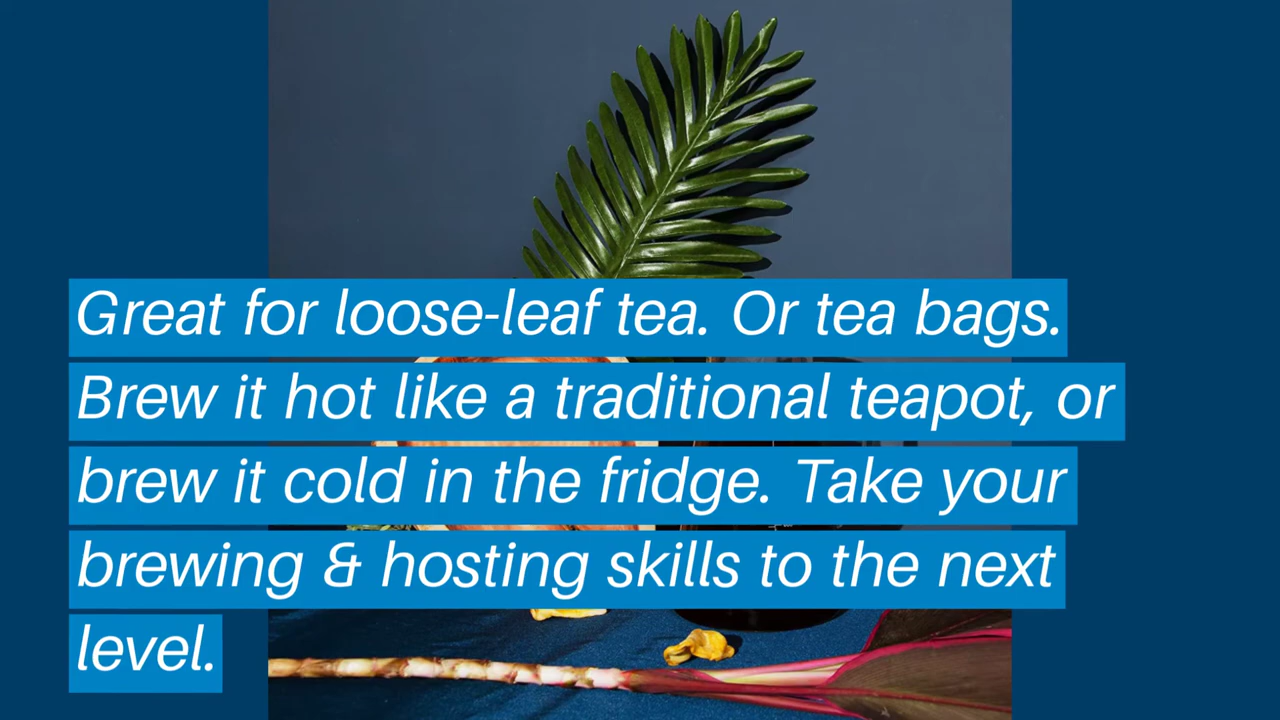 Great for loose-leaf tea. Or tea bags.
Brew it hot like a traditional teapot, or
brew it cold in the fridge. Take your
brewing & hosting skills to the next
level.